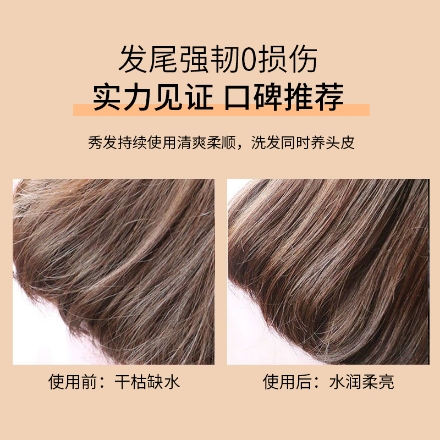 发尾强韧0损伤
实力见证 口碑推荐
秀发持续使用清爽柔顺，洗发同时养头皮
使用前：干枯缺水
使用后：水润柔亮